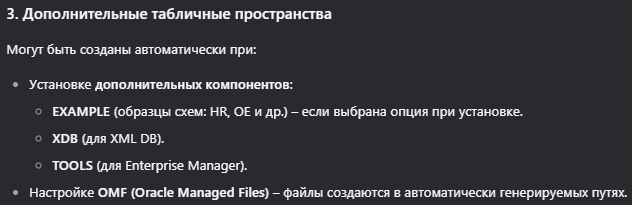 3. Дополнительные табличные пространства
Могут быть созданы автоматически при:
Установке дополнительных компонентов:
EXAMPLE (образцы схем: HR, OE и др.) – если выбрана опция при установке.
XDB (для XML DB).
TOOLS (для Enterprise Manager).
Настройке OMF (Oracle Managed Files) – файлы создаются в автоматически генерируемых путях.